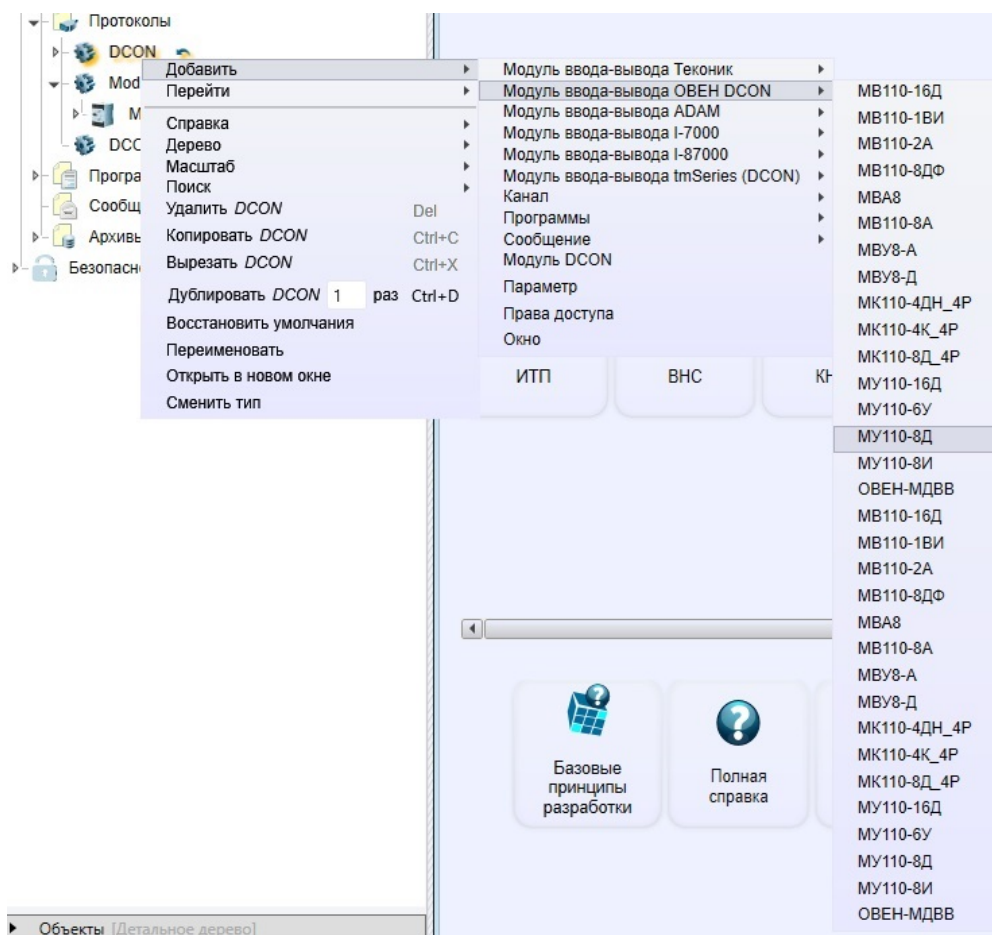 Протоколы
DCON
Mod
M
DCC
Програ
Сообщ
Архивы
Безопасн
Добавить
Перейти
Справка
Дерево
Масштаб
Поиск
Удалить DCON Del
Копировать DCON Ctrl+C
Вырезать DCON Ctrl+X
Дублировать DCON 1 раз Ctrl+D
Восстановить умолчания
Переименовать
Открыть в новом окне
Сменить тип
Модуль ввода-вывода Теконик
Модуль ввода-вывода ОВЕН DCON
Модуль ввода-вывода ADAM
Модуль ввода-вывода I-7000
Модуль ввода-вывода I-87000
Модуль ввода-вывода tmSeries (DCON)
Канал
Программы
Сообщение
Модуль DCON
Параметр
Права доступа
Окно
МВ110-16Д
МВ110-1ВИ
МВ110-2А
МВ110-8ДФ
МВА8
МВ110-8А
МВУ8-А
МВУ8-Д
МК110-4ДН_4Р
МК110-4К_4Р
МК110-8Д_4Р
МУ110-16Д
МУ110-6У
МУ110-8Д
МУ110-8И
ОВЕН-МДВВ
МВ110-16Д
МВ110-1ВИ
МВ110-2А
МВ110-8ДФ
МВА8
МВ110-8А
МВУ8-А
МВУ8-Д
МК110-4ДН_4Р
МК110-4К_4Р
МК110-8Д_4Р
МУ110-16Д
МУ110-6У
МУ110-8Д
МУ110-8И
ОВЕН-МДВВ
ИТП
ВНС
КН
Базовые
принципы
разработки
Полная
справка
Объекты [Детальное дерево]